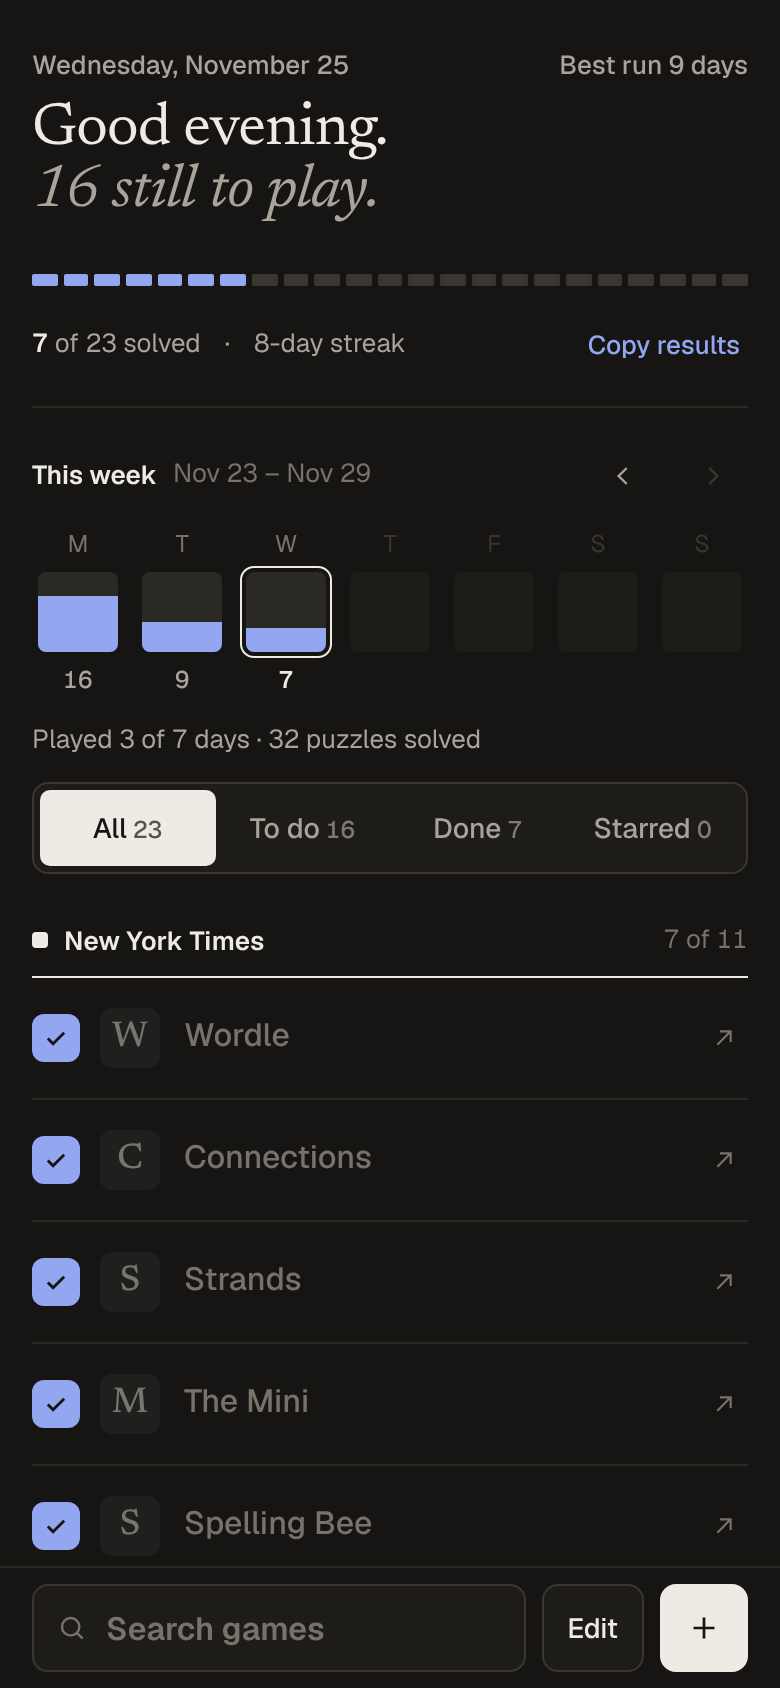 Wednesday, November 25 Best run 9 days
Good evening.
16 still to play.
7 of 23 solved · 8-day streak Copy results
This week Nov 23 – Nov 29
M T W T F S S
16 9 7
Played 3 of 7 days · 32 puzzles solved
All 23 To do 16 Done 7 Starred 0
New York Times 7 of 11
W Wordle
C Connections
S Strands
M The Mini
S Spelling Bee
Search games Edit +